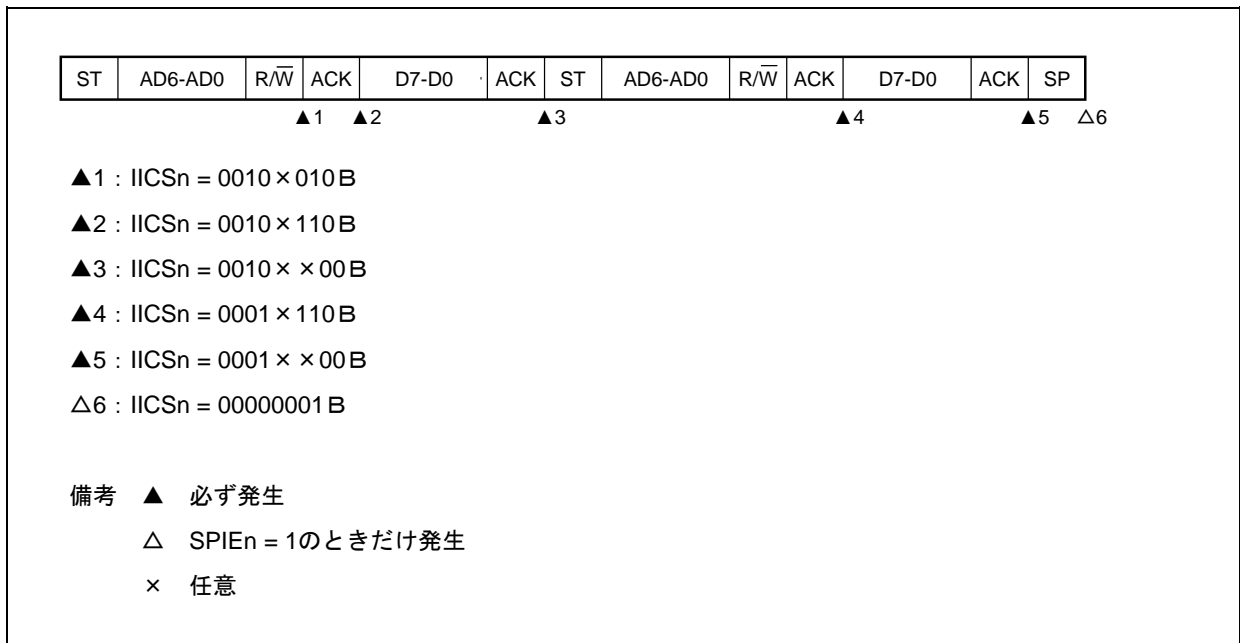 ST AD6-AD0 R/W̅ ACK D7-D0 ACK ST AD6-AD0 R/W̅ ACK D7-D0 ACK SP
▲1 ▲2 ▲3 ▲4 ▲5 △6
▲1：IICSn = 0010×010B
▲2：IICSn = 0010×110B
▲3：IICSn = 0010××00B
▲4：IICSn = 0001×110B
▲5：IICSn = 0001××00B
△6：IICSn = 00000001B
備考 ▲ 必ず発生
△ SPIEn = 1のときだけ発生
× 任意